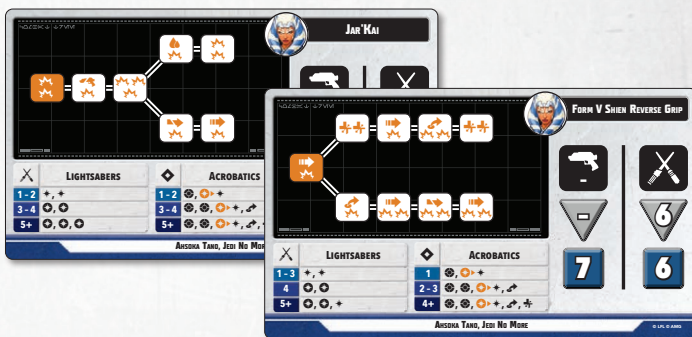 Jar'Kai
Lightsabers
Acrobatics
1-2
3-4
5+
1-2
3-4
5+
Ahsoka Tano, Jedi No Mor
Form V Shien Reverse Grip
-
-
6
7
6
Lightsabers
Acrobatics
1-3
4
5+
1
2-3
4+
Ahsoka Tano, Jedi No More
© LFL © AMG